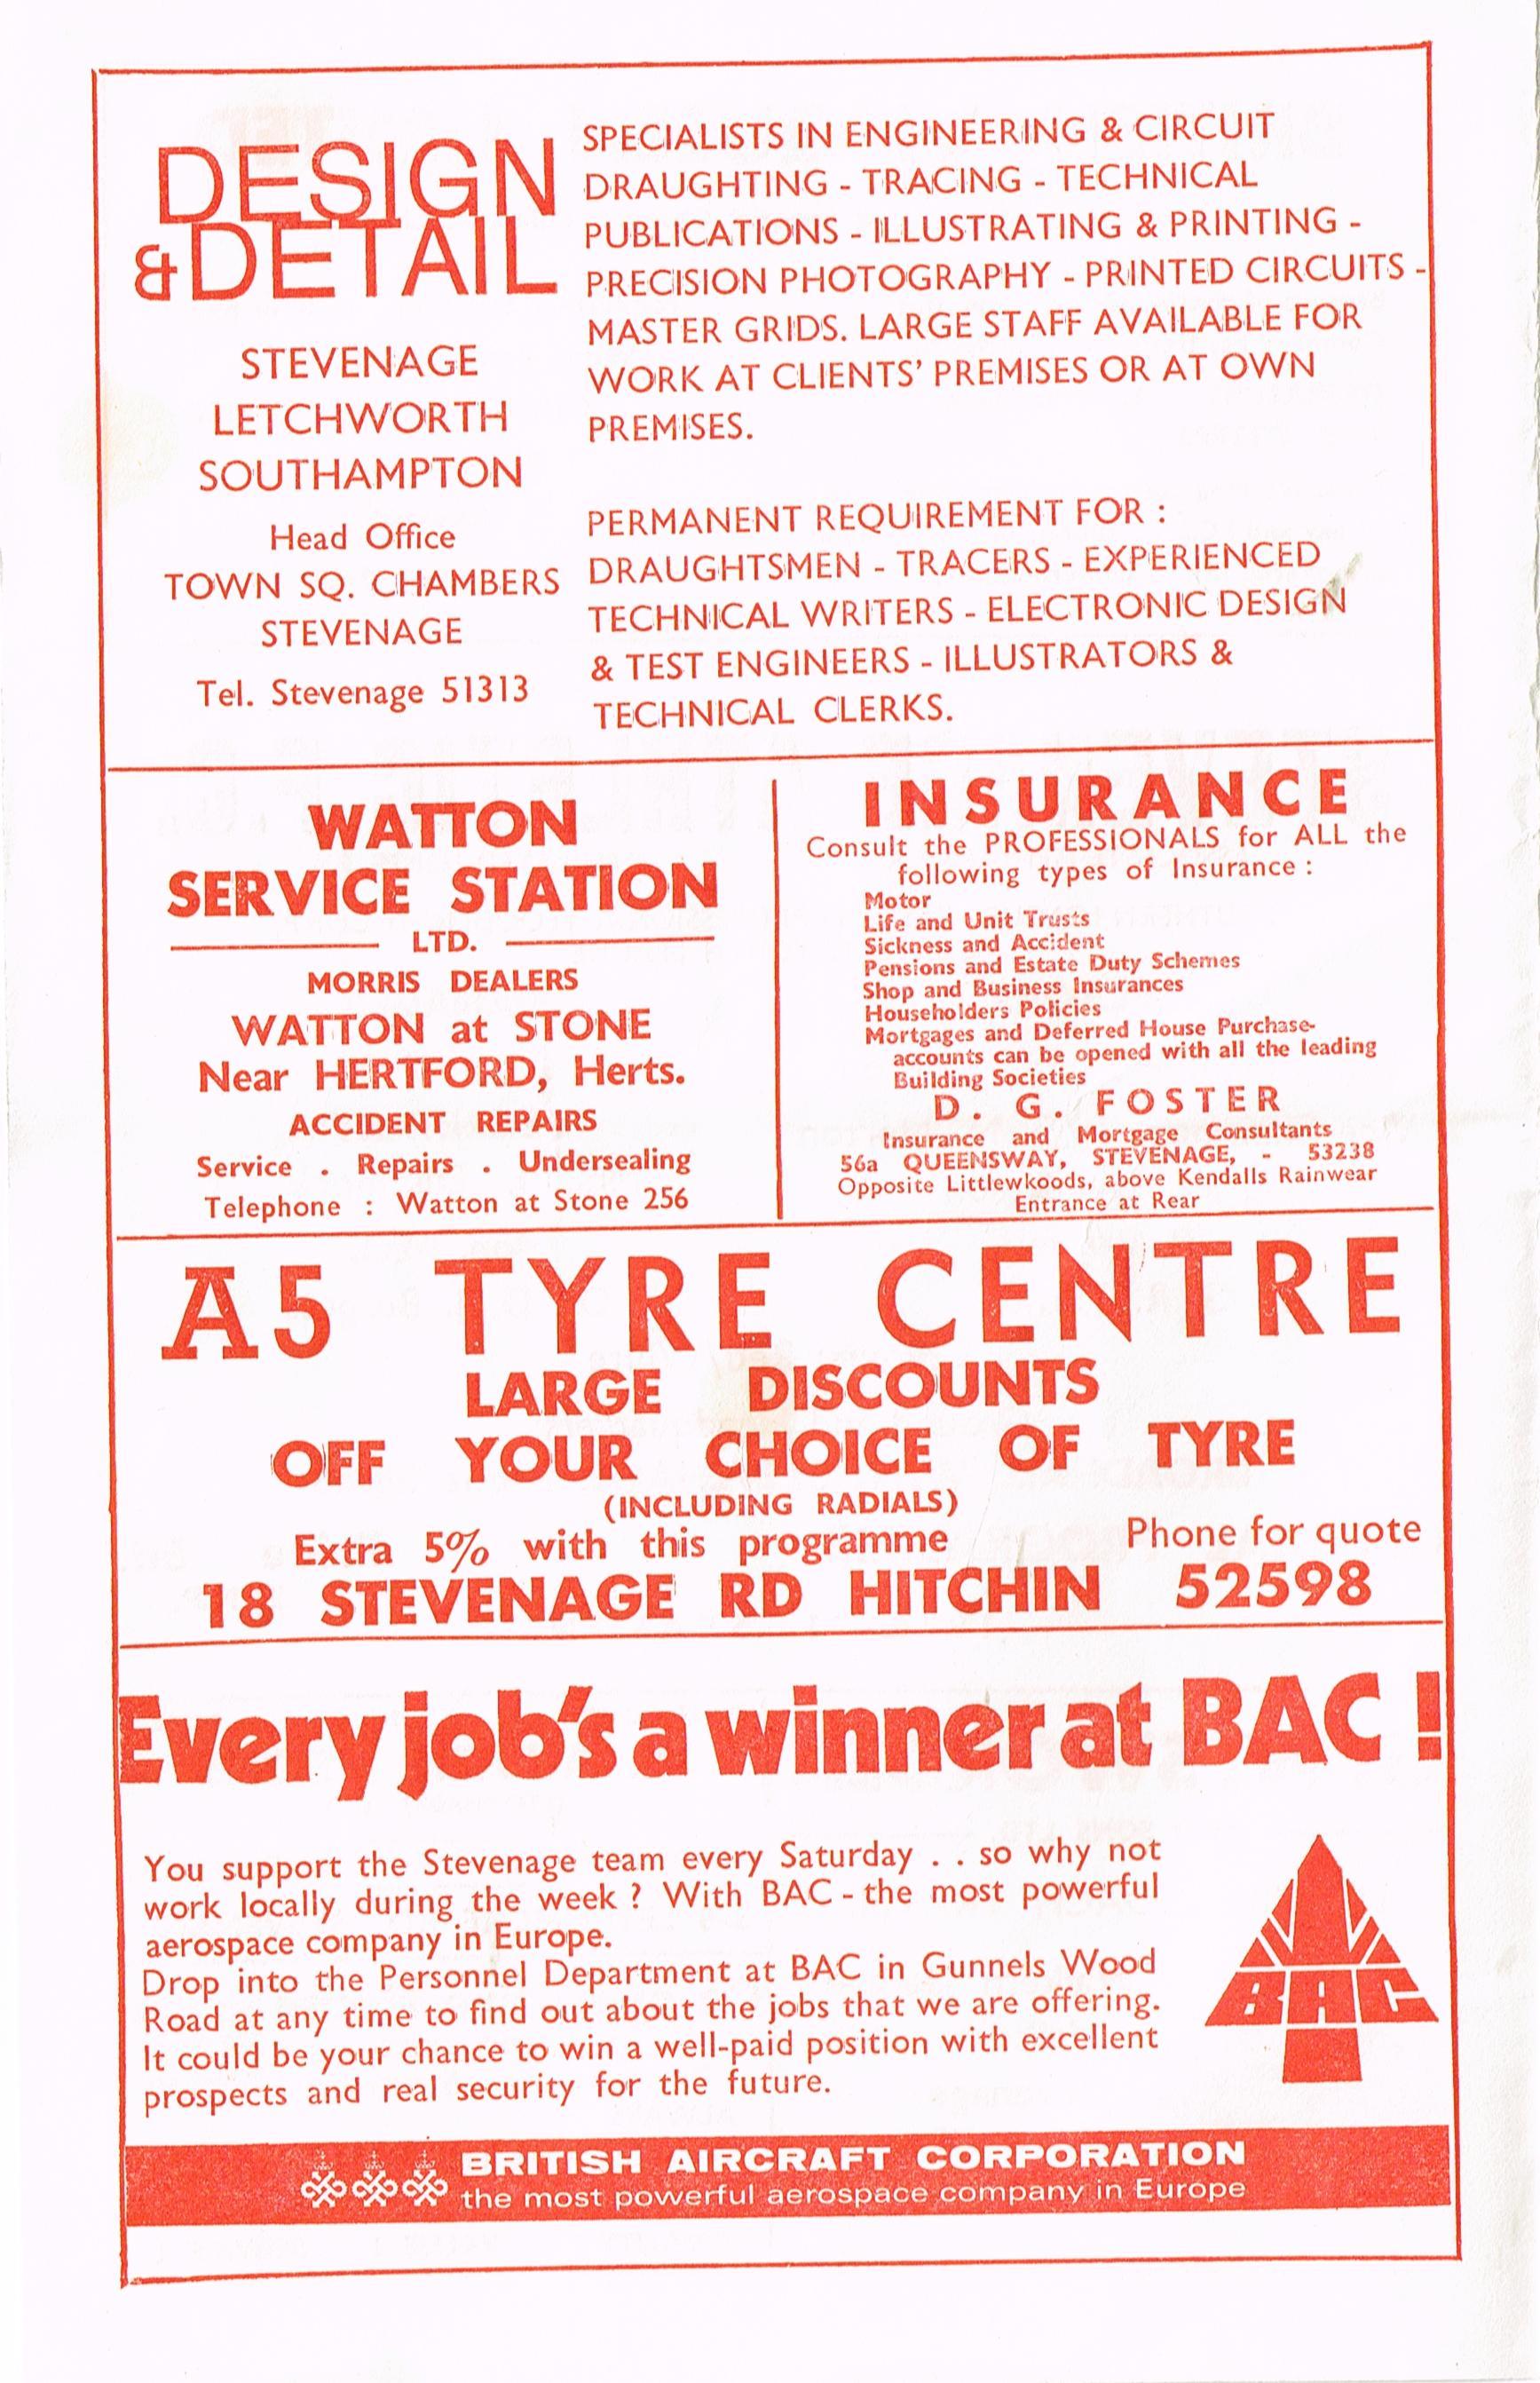 DESIGN
& DETAIL
STEVENAGE
LETCHWORTH
SOUTHAMPTON
Head Office
TOWN SQ. CHAMBERS
STEVENAGE
Tel. Stevenage 51313
SPECIALISTS IN ENGINEERING & CIRCUIT
DRAUGHTING - TRACING - TECHNICAL
PUBLICATIONS - ILLUSTRATING & PRINTING -
PRECISION PHOTOGRAPHY - PRINTED CIRCUITS -
MASTER GRIDS. LARGE STAFF AVAILABLE FOR
WORK AT CLIENTS' PREMISES OR AT OWN
PREMISES.
PERMANENT REQUIREMENT FOR :
DRAUGHTSMEN - TRACERS - EXPERIENCED
TECHNICAL WRITERS - ELECTRONIC DESIGN
& TEST ENGINEERS - ILLUSTRATORS &
TECHNICAL CLERKS.
WATTON
SERVICE STATION
LTD.
MORRIS DEALERS
WATTON at STONE
Near HERTFORD, Herts.
ACCIDENT REPAIRS
Service . Repairs . Undersealing
Telephone : Watton at Stone 256
INSURANCE
Consult the PROFESSIONALS for ALL the
following types of Insurance :
Motor
Life and Unit Trusts
Sickness and Accident
Pensions and Estate Duty Schemes
Shop and Business Insurances
Householders Policies
Mortgages and Deferred House Purchase-
accounts can be opened with all the leading
Building Societies
D. G. FOSTER
Insurance and Mortgage Consultants
56a QUEENSWAY, STEVENAGE, - 53238
Opposite Littlewkoods, above Kendalls Rainwear
Entrance at Rear
A5 TYRE CENTRE
LARGE DISCOUNTS
OFF YOUR CHOICE OF TYRE
(INCLUDING RADIALS)
Extra 5% with this programme
Phone for quote
18 STEVENAGE RD HITCHIN 52598
Every job's a winner at BAC !
You support the Stevenage team every Saturday . . so why not
work locally during the week ? With BAC - the most powerful
aerospace company in Europe.
Drop into the Personnel Department at BAC in Gunnels Wood
Road at any time to find out about the jobs that we are offering.
It could be your chance to win a well-paid position with excellent
prospects and real security for the future.
BAC
BRITISH AIRCRAFT CORPORATION
the most powerful aerospace company in Europe